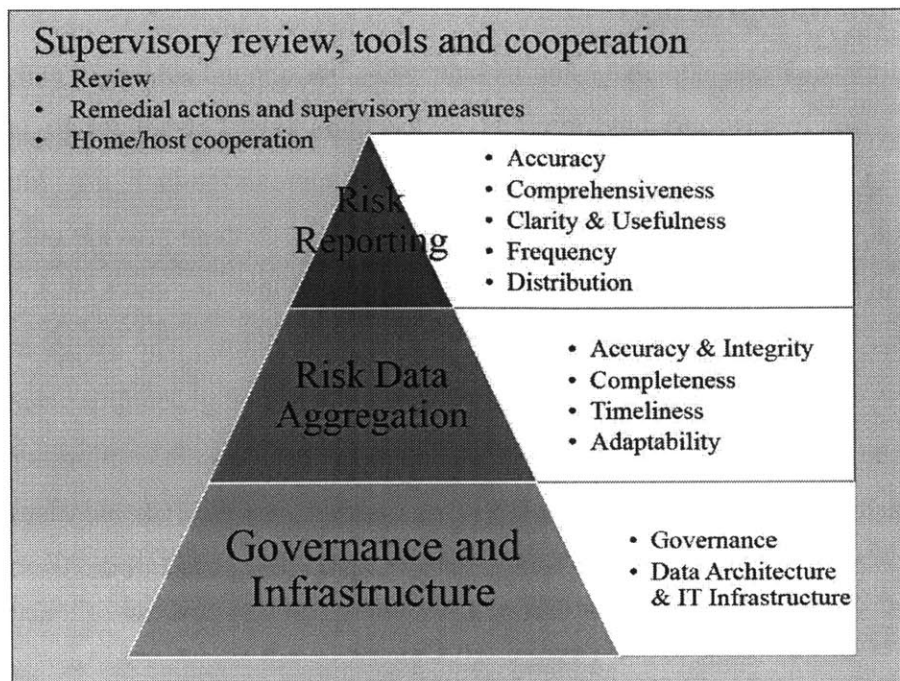 Supervisory review, tools and cooperation
• Review
• Remedial actions and supervisory measures
• Home/host cooperation
Risk
Reporting
• Accuracy
• Comprehensiveness
• Clarity & Usefulness
• Frequency
• Distribution
Risk Data
Aggregation
• Accuracy & Integrity
• Completeness
• Timeliness
• Adaptability
Governance and
Infrastructure
• Governance
• Data Architecture
& IT Infrastructure